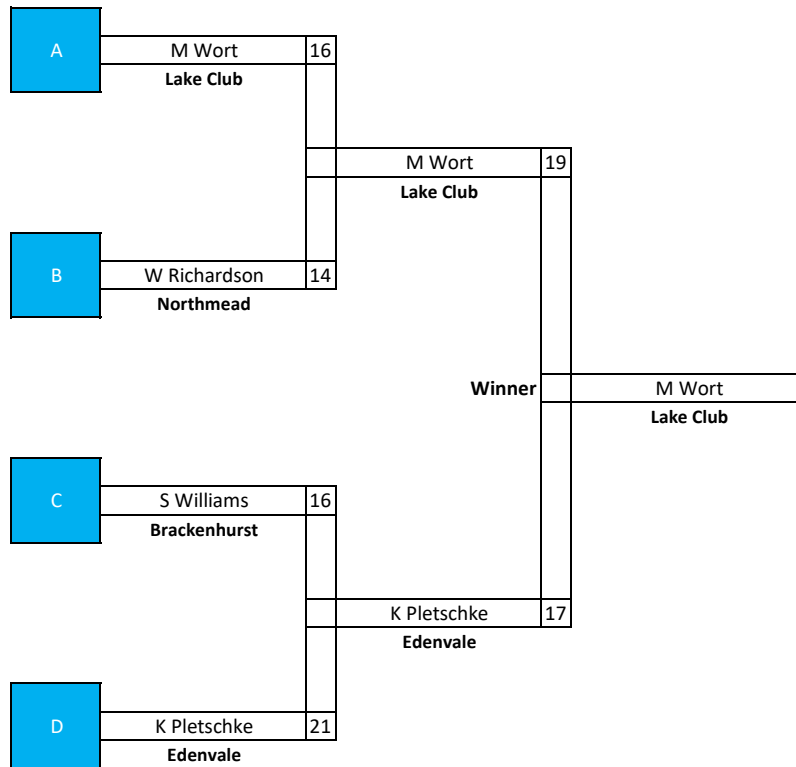 A
M Wort 16
Lake Club
M Wort 19
Lake Club
B
W Richardson 14
Northmead
Winner M Wort
Lake Club
C
S Williams 16
Brackenhurst
K Pletschke 17
Edenvale
D
K Pletschke 21
Edenvale